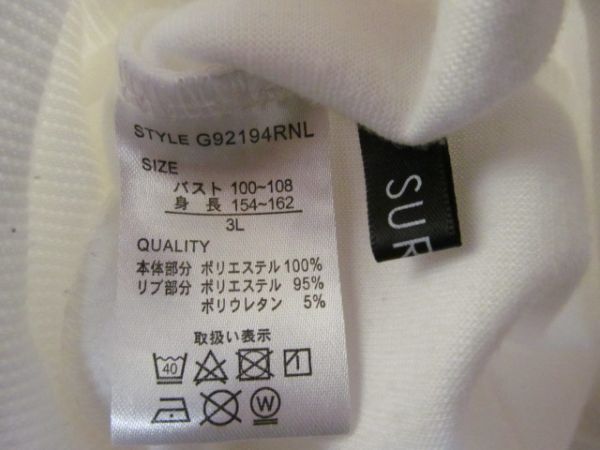 STYLE G92194RNL
SIZE
バスト 100~108
身長 154~162
3L
QUALITY
本体部分 ポリエステル 100%
リブ部分 ポリエステル 95%
ポリウレタン 5%
取扱い表示
40
W
SUR